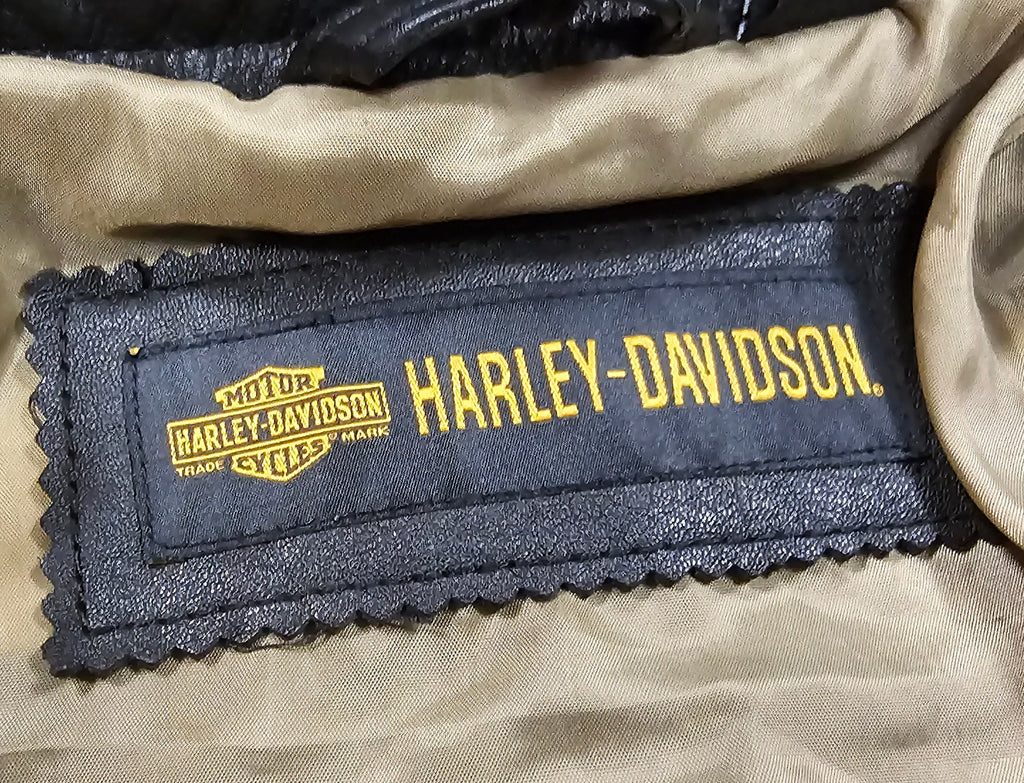 MOTOR
HARLEY-DAVIDSON
TRADE CYCLES® MARK
HARLEY-DAVIDSON®